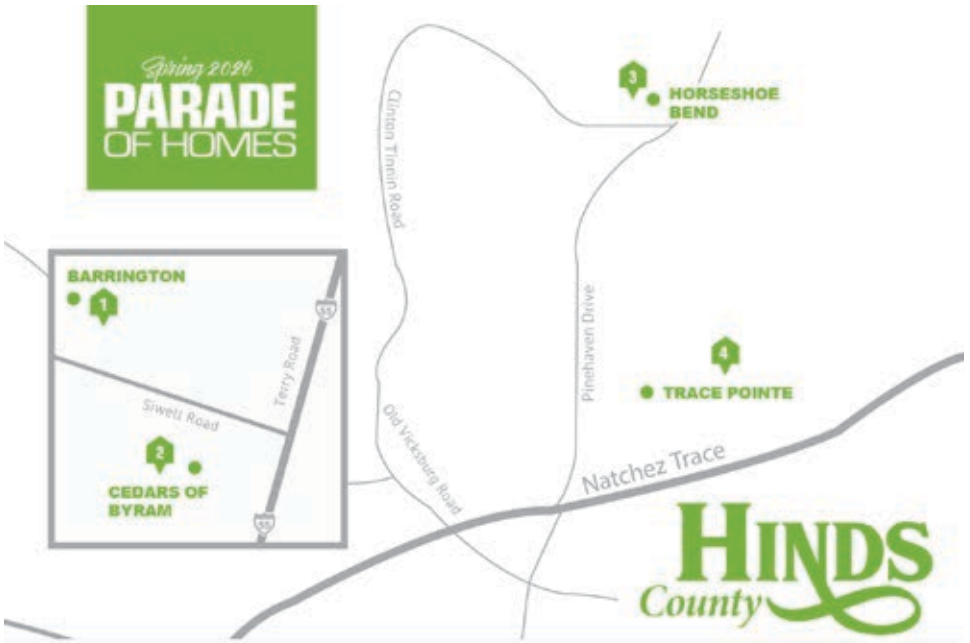 Spring 2026
PARADE
OF HOMES
Clinton Tinnin Road
3
HORSESHOE
BEND
BARRINGTON
1
55
Terry Road
Siwell Road
2
CEDARS OF
BYRAM
55
Old Vicksburg Road
Pinehaven Drive
4
TRACE POINTE
Natchez Trace
HINDS
County